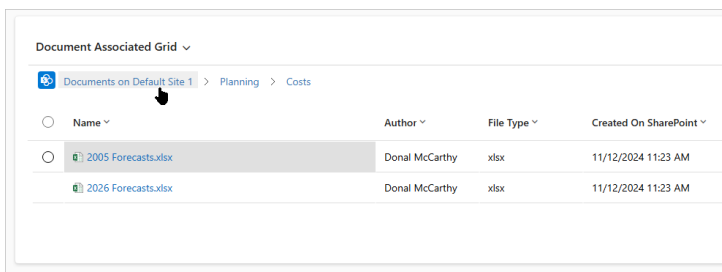 Document Associated Grid
Documents on Default Site 1 > Planning > Costs
Name Author File Type Created On SharePoint
2005 Forecasts.xlsx Donal McCarthy xlsx 11/12/2024 11:23 AM
2026 Forecasts.xlsx Donal McCarthy xlsx 11/12/2024 11:23 AM